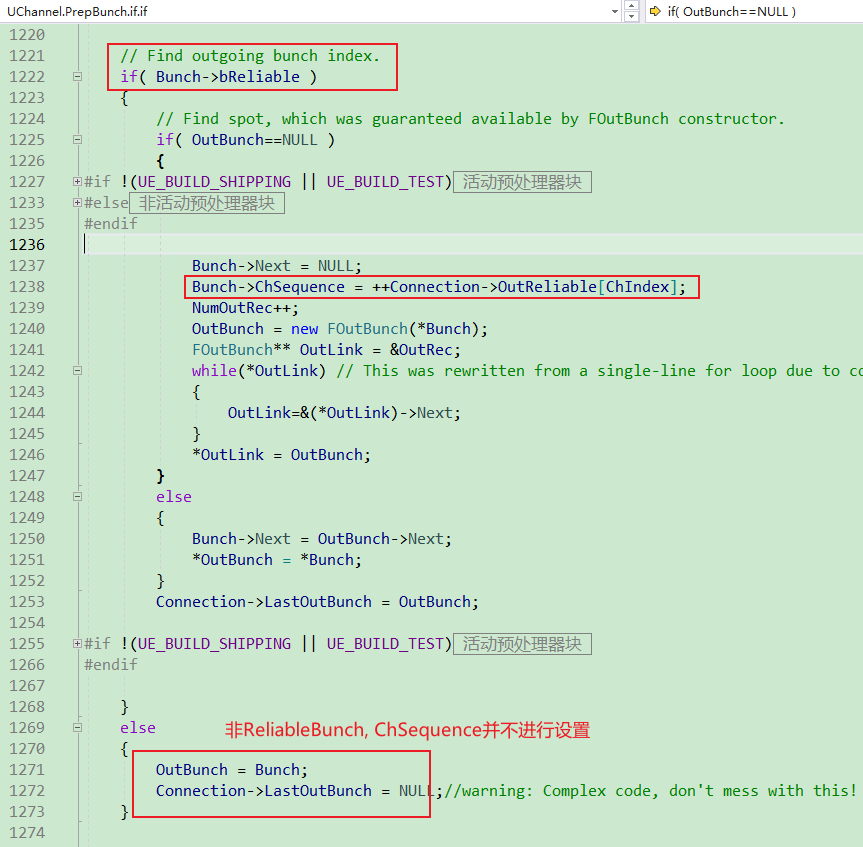 UChannel.PrepBunch.if.if
if( OutBunch==NULL )
1220
1221 // Find outgoing bunch index.
1222 if( Bunch->bReliable )
1223 {
1224 // Find spot, which was guaranteed available by FOutBunch constructor.
1225 if( OutBunch==NULL )
1226 {
1227 #if !(UE_BUILD_SHIPPING || UE_BUILD_TEST) 活动预处理器块
1233 #else 非活动预处理器块
1235 #endif
1236
1237 Bunch->Next = NULL;
1238 Bunch->ChSequence = ++Connection->OutReliable[ChIndex];
1239 NumOutRec++;
1240 OutBunch = new FOutBunch(*Bunch);
1241 FOutBunch** OutLink = &OutRec;
1242 while(*OutLink) // This was rewritten from a single-line for loop due to co
1243 {
1244 OutLink=&(*OutLink)->Next;
1245 }
1246 *OutLink = OutBunch;
1247 }
1248 else
1249 {
1250 Bunch->Next = OutBunch->Next;
1251 *OutBunch = *Bunch;
1252 }
1253 Connection->LastOutBunch = OutBunch;
1254
1255 #if !(UE_BUILD_SHIPPING || UE_BUILD_TEST) 活动预处理器块
1266 #endif
1267
1268 }
1269 else 非ReliableBunch, ChSequence并不进行设置
1270 {
1271 OutBunch = Bunch;
1272 Connection->LastOutBunch = NULL;//warning: Complex code, don't mess with this!
1273 }
1274